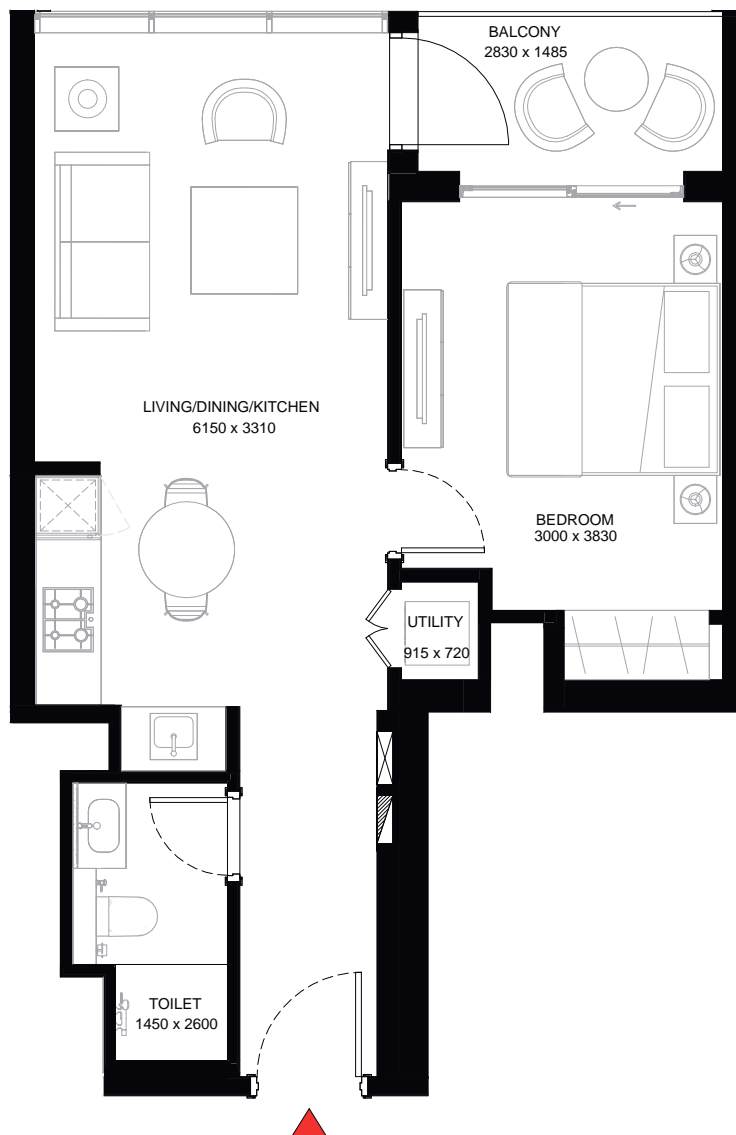 BALCONY
2830 x 1485
LIVING/DINING/KITCHEN
6150 x 3310
BEDROOM
3000 x 3830
UTILITY
915 x 720
TOILET
1450 x 2600